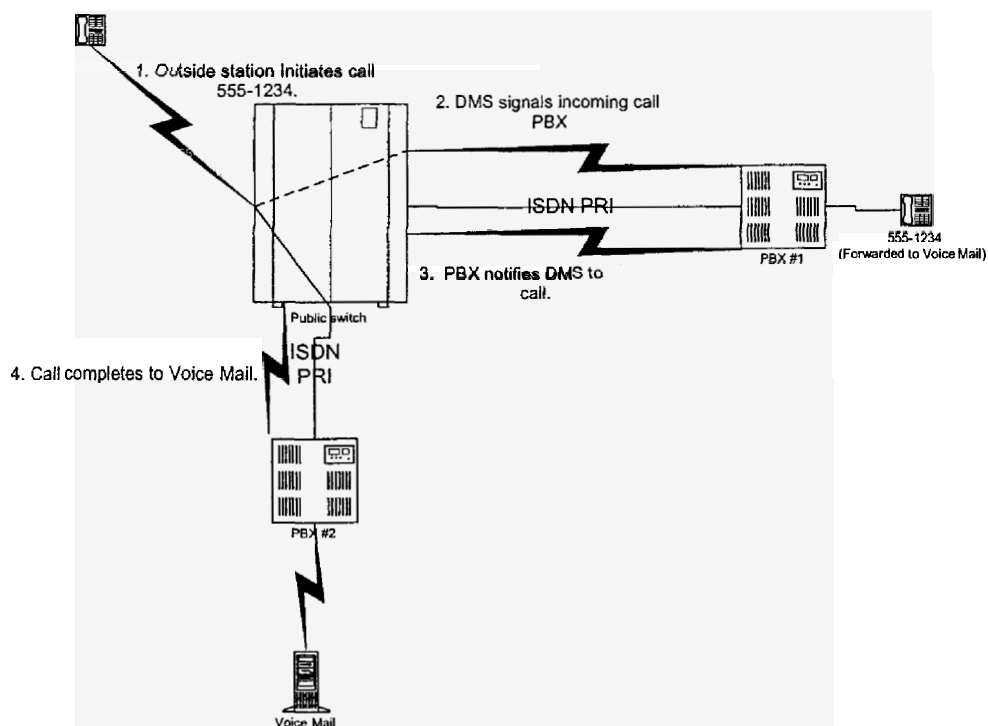 1. Outside station Initiates call
555-1234.
2. DMS signals incoming call
PBX
ISDN PRI
555-1234
(Forwarded to Voice Mail)
PBX #1
3. PBX notifies DMS to
call.
Public switch
ISDN
PRI
4. Call completes to Voice Mail.
PBX #2
Voice Mail